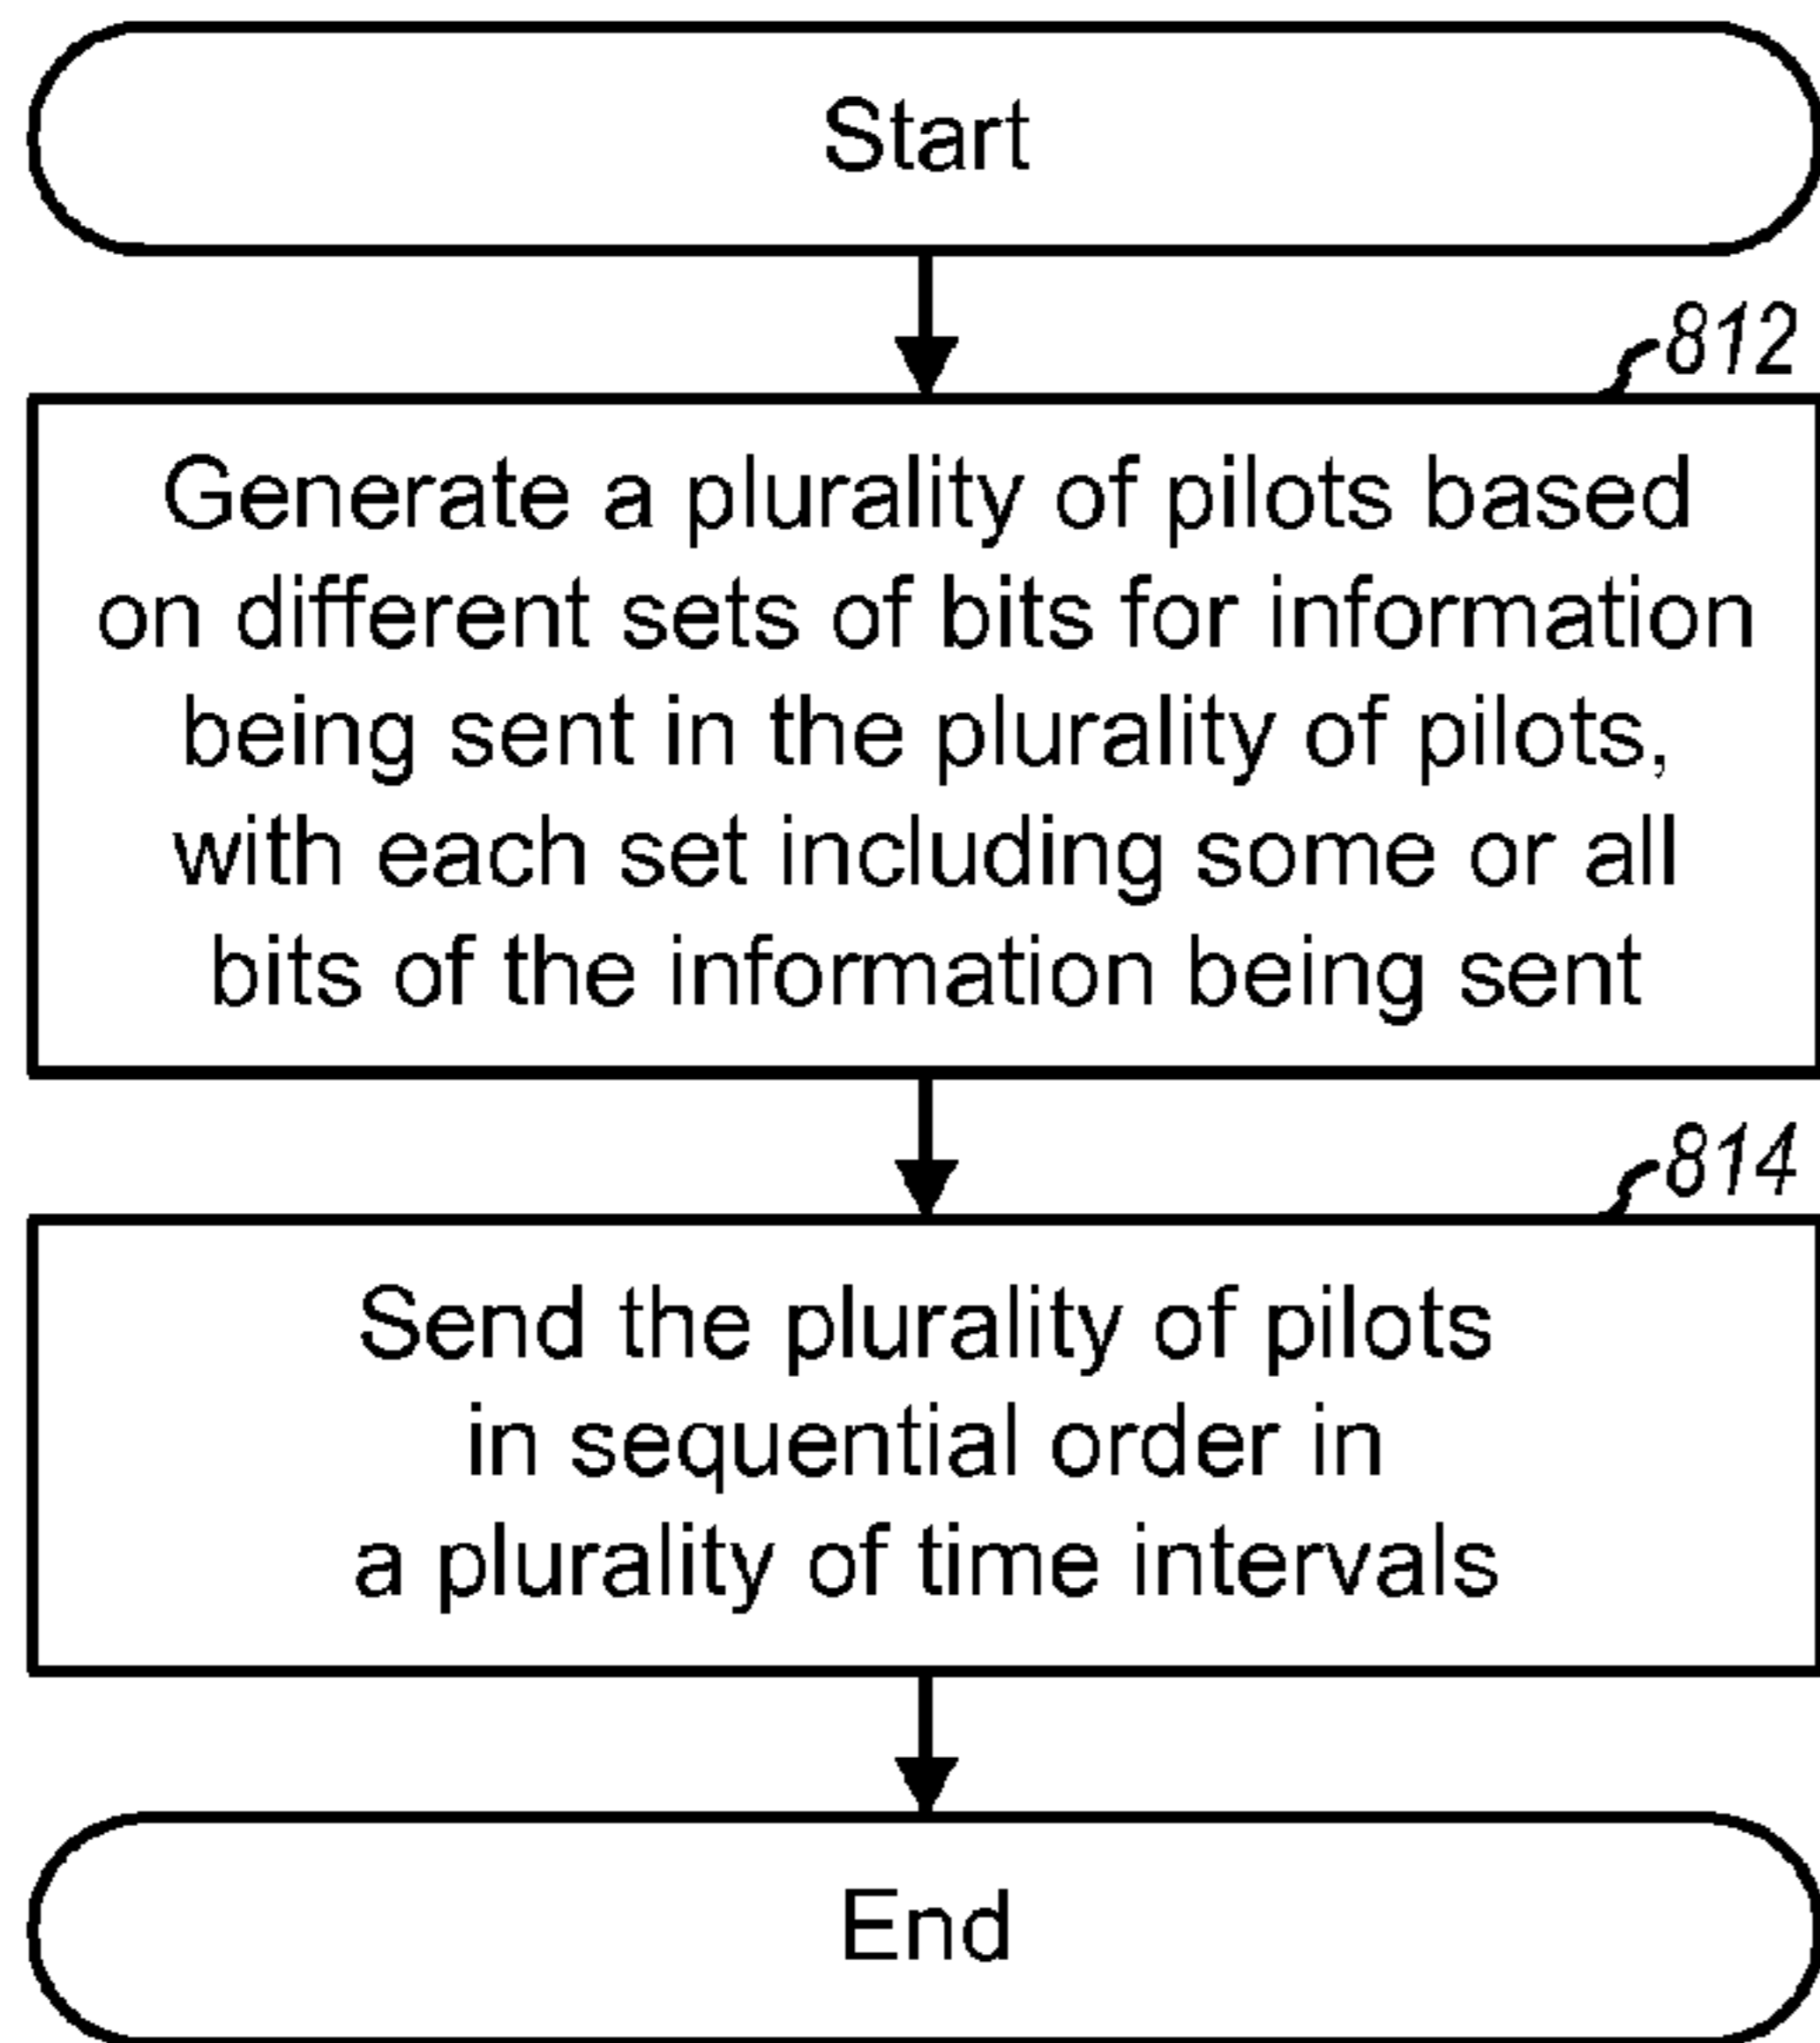 Start
812
Generate a plurality of pilots based
on different sets of bits for information
being sent in the plurality of pilots,
with each set including some or all
bits of the information being sent
814
Send the plurality of pilots
in sequential order in
a plurality of time intervals
End